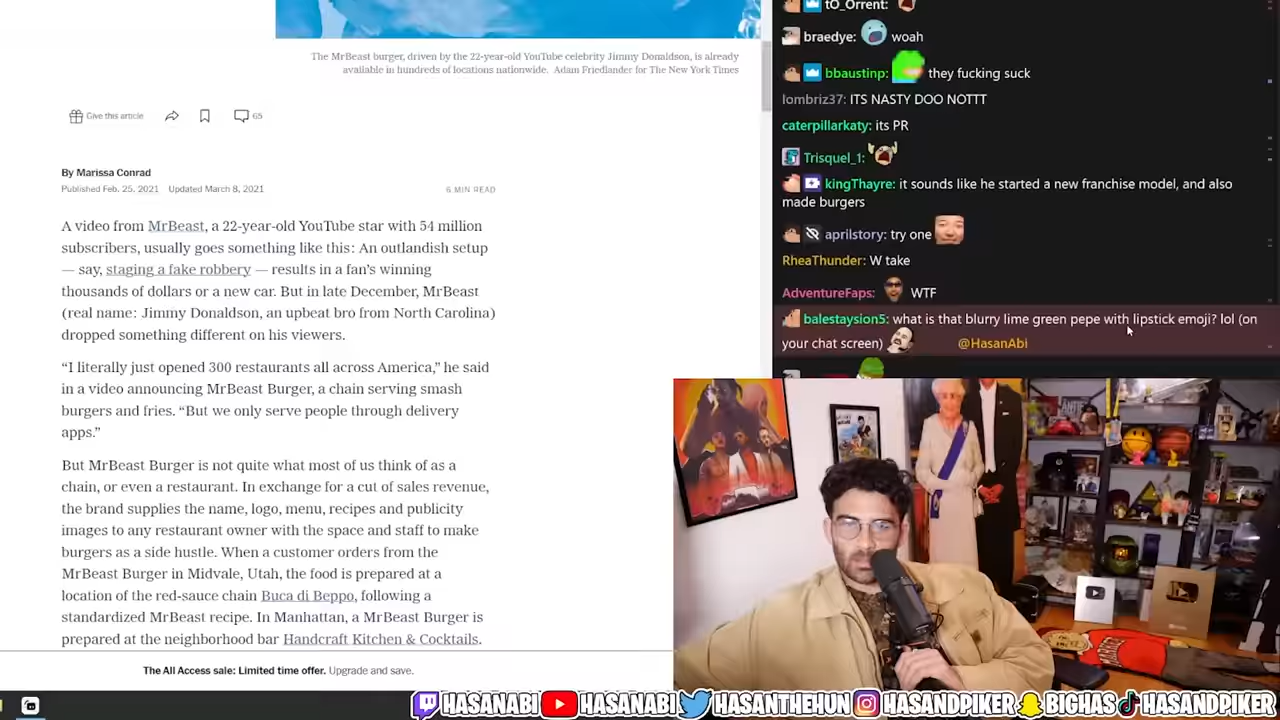 The MrBeast burger, driven by the 22-year-old YouTube celebrity Jimmy Donaldson, is already
available in hundreds of locations nationwide. Adam Friedlander for The New York Times
Give this article
65
By Marissa Conrad
Published Feb. 25, 2021 Updated March 8, 2021
6 MIN READ
A video from MrBeast, a 22-year-old YouTube star with 54 million
subscribers, usually goes something like this: An outlandish setup
— say, staging a fake robbery — results in a fan’s winning
thousands of dollars or a new car. But in late December, MrBeast
(real name: Jimmy Donaldson, an upbeat bro from North Carolina)
dropped something different on his viewers.
“I literally just opened 300 restaurants all across America,” he said
in a video announcing MrBeast Burger, a chain serving smash
burgers and fries. “But we only serve people through delivery
apps.”
But MrBeast Burger is not quite what most of us think of as a
chain, or even a restaurant. In exchange for a cut of sales revenue,
the brand supplies the name, logo, menu, recipes and publicity
images to any restaurant owner with the space and staff to make
burgers as a side hustle. When a customer orders from the
MrBeast Burger in Midvale, Utah, the food is prepared at a
location of the red-sauce chain Buca di Beppo, following a
standardized MrBeast recipe. In Manhattan, a MrBeast Burger is
prepared at the neighborhood bar Handcraft Kitchen & Cocktails.
The All Access sale: Limited time offer. Upgrade and save.
tO_Orrent:
braedye: woah
bbaustinp: they fucking suck
lombriz37: ITS NASTY DOO NOTTT
caterpillarkaty: its PR
Trisquel_1:
kingThayre: it sounds like he started a new franchise model, and also
made burgers
aprilstory: try one
RheaThunder: W take
AdventureFaps: WTF
balestaysion5: what is that blurry lime green pepe with lipstick emoji? lol (on
your chat screen) @HasanAbi
HASANABI HASANABI HASANTHEHUN HASANDPIKER BIGHAS HASANDPIKER